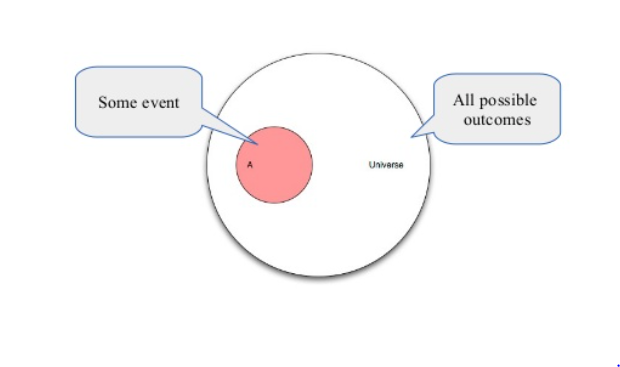 Some event
All possible
outcomes
A
Universe